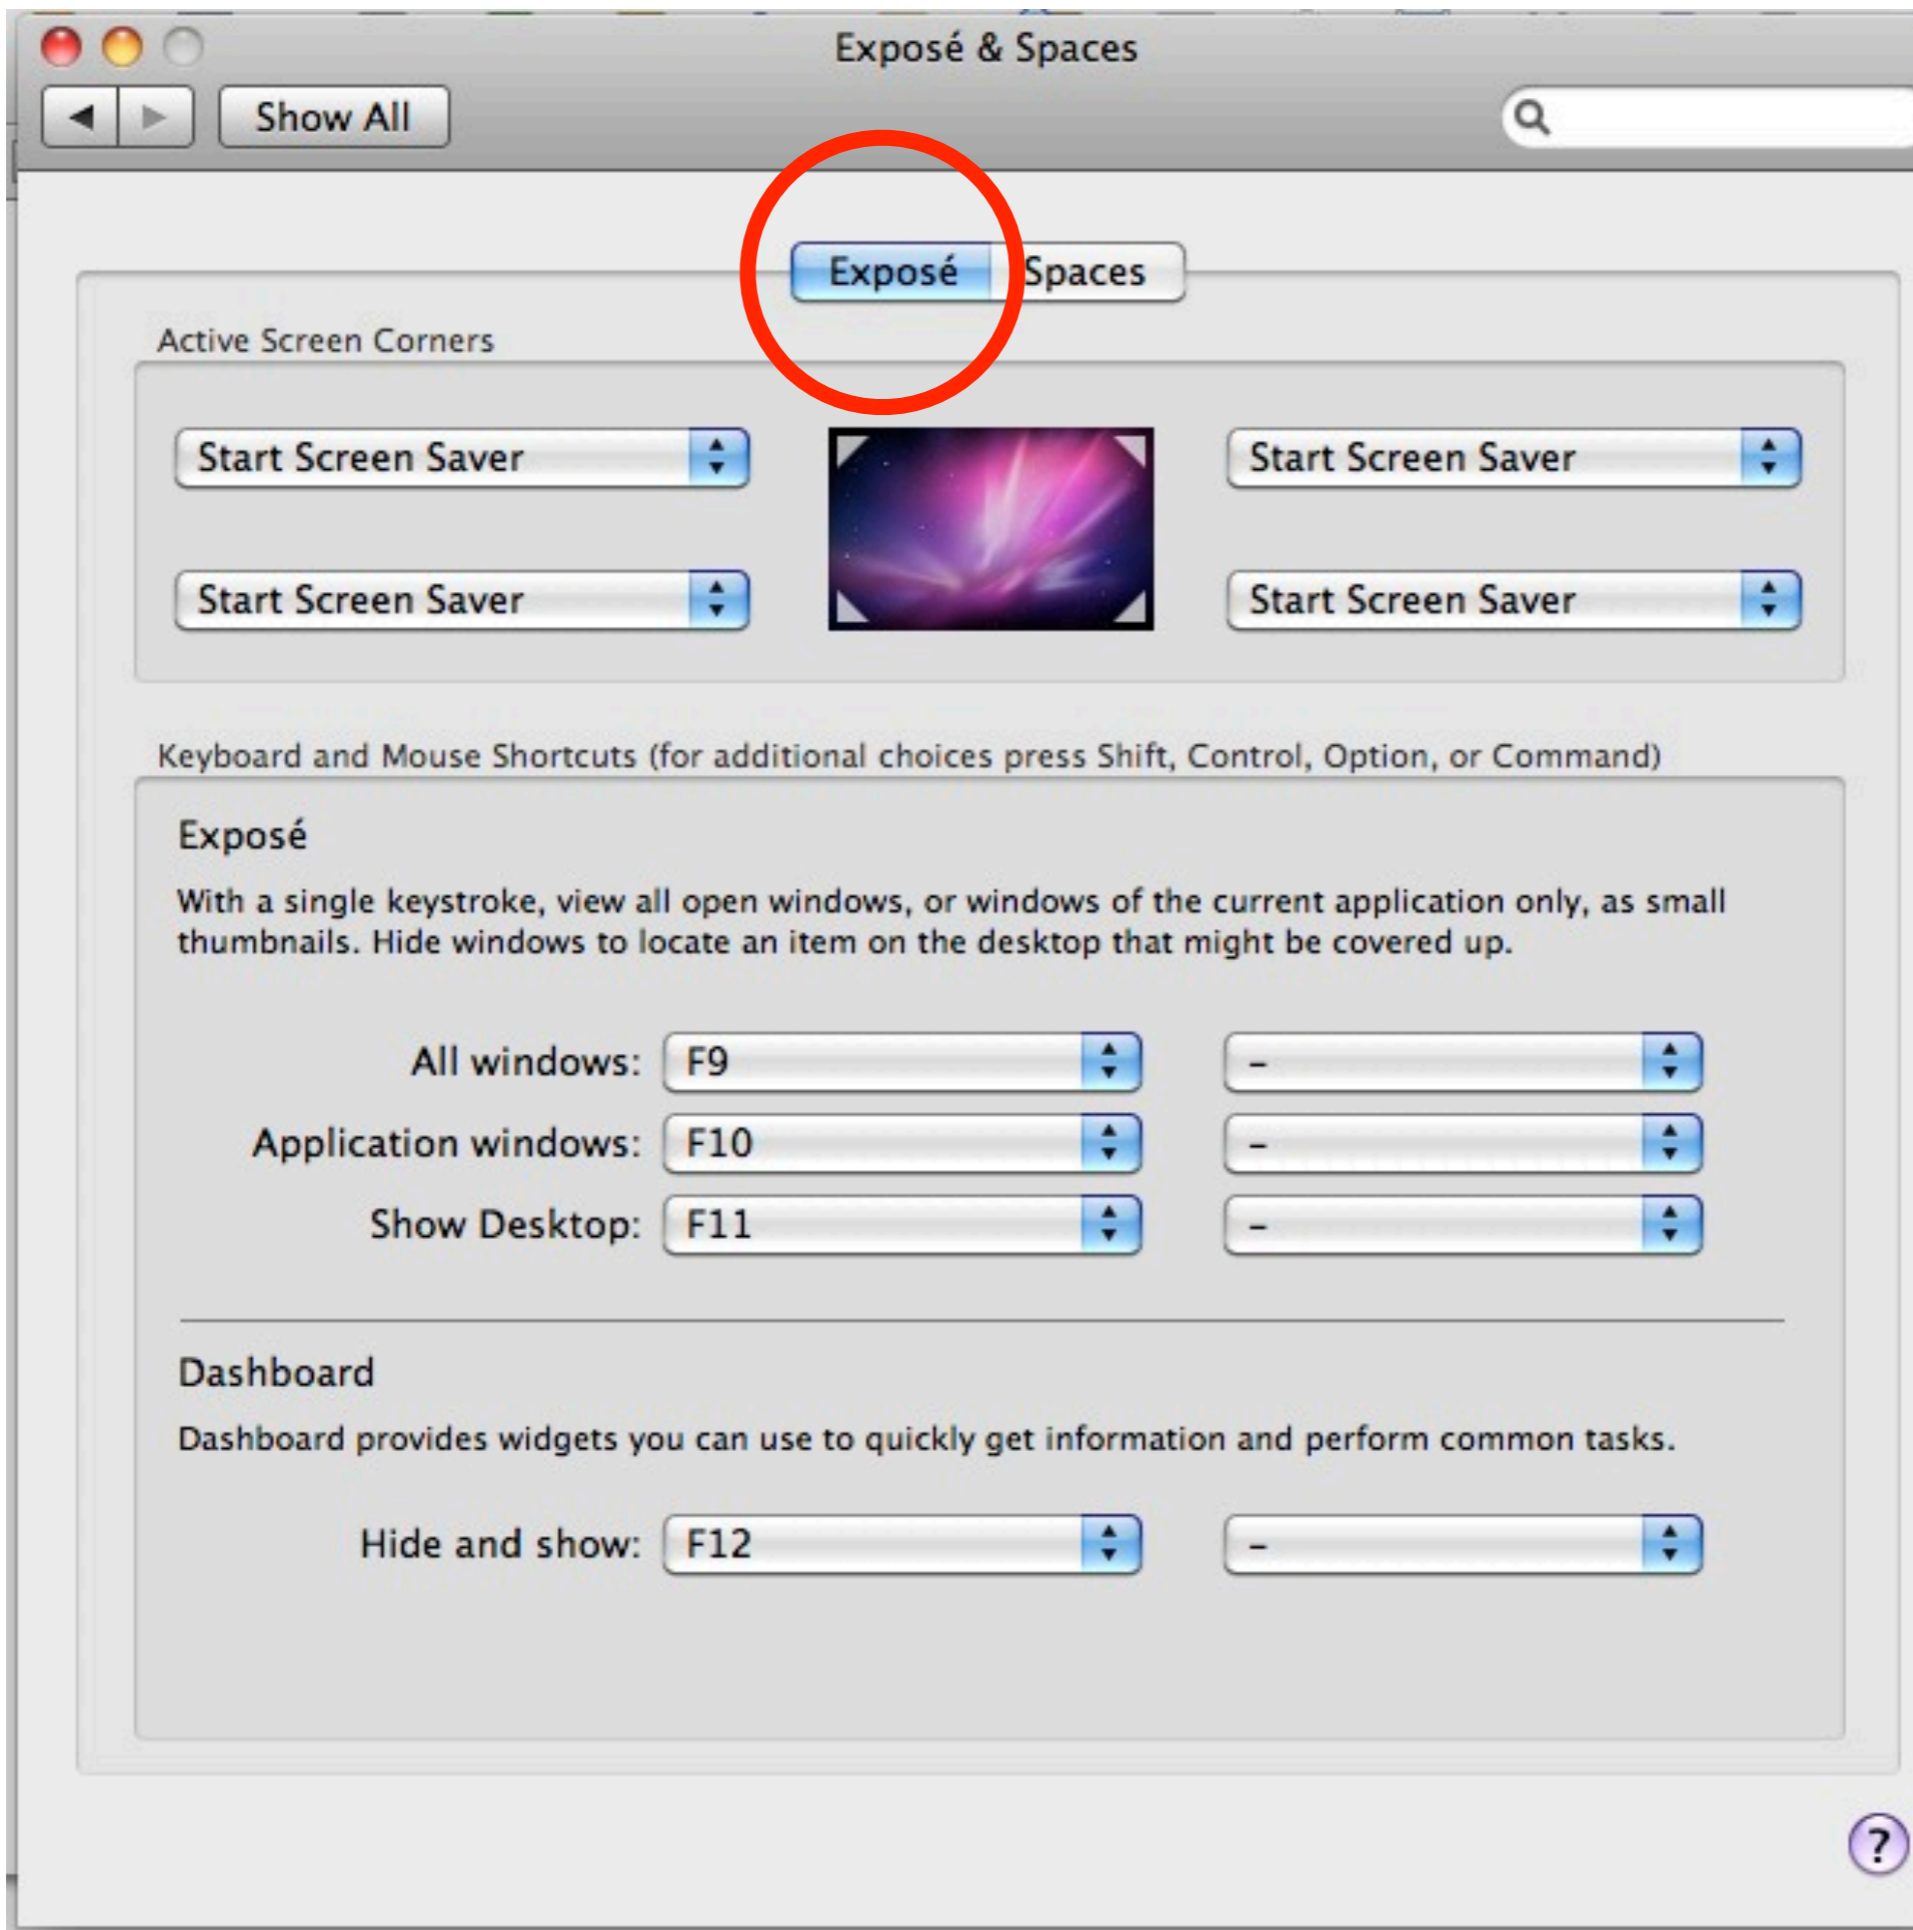 Exposé & Spaces
Show All
Exposé Spaces
Active Screen Corners
Start Screen Saver Start Screen Saver
Start Screen Saver Start Screen Saver
Keyboard and Mouse Shortcuts (for additional choices press Shift, Control, Option, or Command)
Exposé
With a single keystroke, view all open windows, or windows of the current application only, as small
thumbnails. Hide windows to locate an item on the desktop that might be covered up.
All windows: F9 –
Application windows: F10 –
Show Desktop: F11 –
Dashboard
Dashboard provides widgets you can use to quickly get information and perform common tasks.
Hide and show: F12 –
?